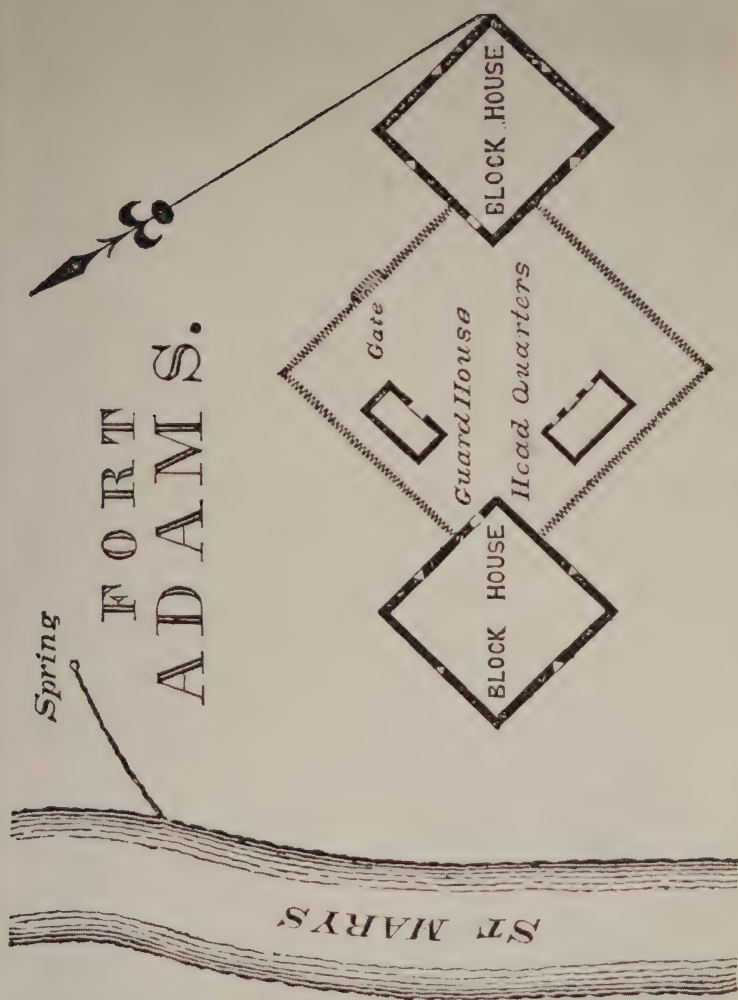 Spring
FORT
ADAMS.
Gate
Guard House
Head Quarters
BLOCK HOUSE
BLOCK HOUSE
ST MARYS